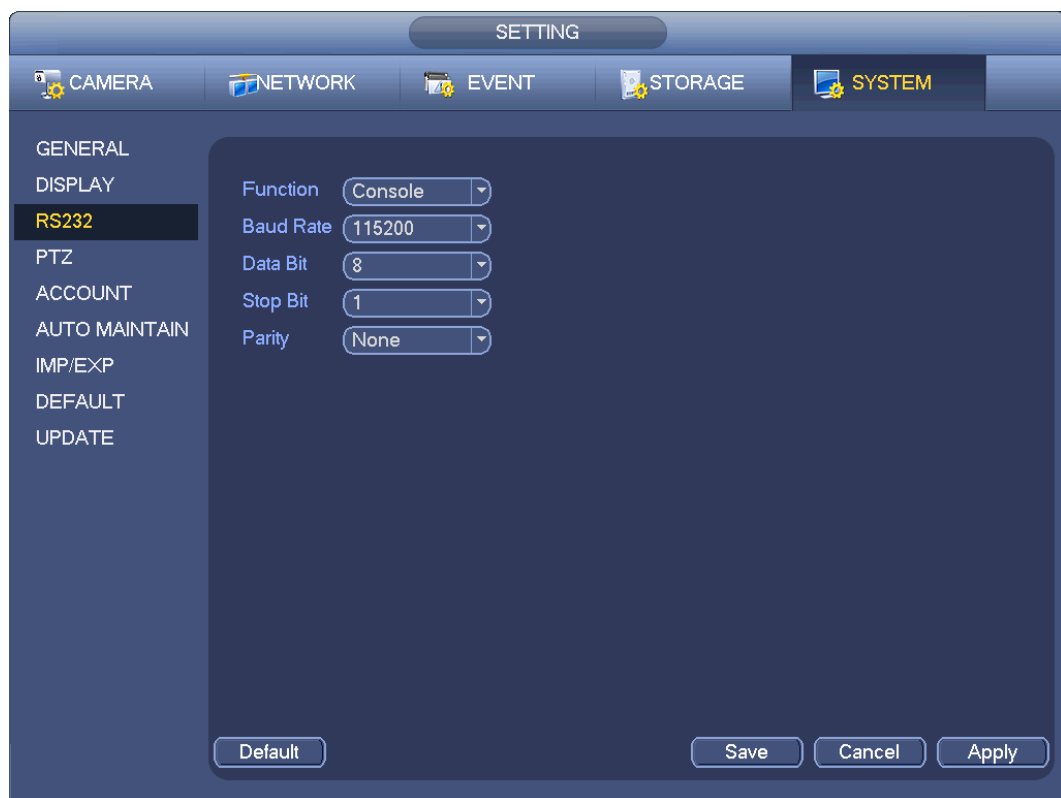 SETTING
CAMERA NETWORK EVENT STORAGE SYSTEM
GENERAL
DISPLAY
RS232
PTZ
ACCOUNT
AUTO MAINTAIN
IMP/EXP
DEFAULT
UPDATE
Function Console
Baud Rate 115200
Data Bit 8
Stop Bit 1
Parity None
Default Save Cancel Apply